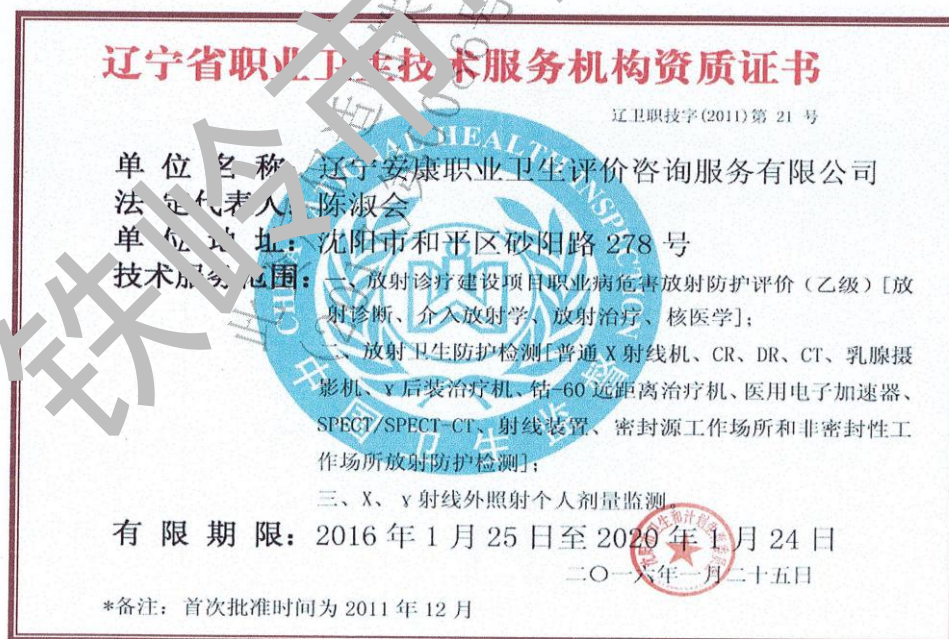 辽宁省职业卫生技术服务机构资质证书
辽卫职技字(2011)第 21 号
单位名称：辽宁安康职业卫生评价咨询服务有限公司
法定代表人：陈淑会
单位地址：沈阳市和平区砂阳路 278 号
技术服务范围：一、放射诊疗建设项目职业病危害放射防护评价（乙级）[放
射诊断、介入放射学、放射治疗、核医学]；
二、放射卫生防护检测[普通 X 射线机、CR、DR、CT、乳腺摄
影机、γ 后装治疗机、钴-60 远距离治疗机、医用电子加速器、
SPECT/SPECT-CT、射线装置、密封源工作场所和非密封性工
作场所放射防护检测]；
三、X、γ 射线外照射个人剂量监测。
有限期限：2016 年 1 月 25 日至 2020 年 1 月 24 日
二〇一六年一月二十五日
*备注：首次批准时间为 2011 年 12 月
HEALTH INSPECTION
中国卫生监督
铁岭市